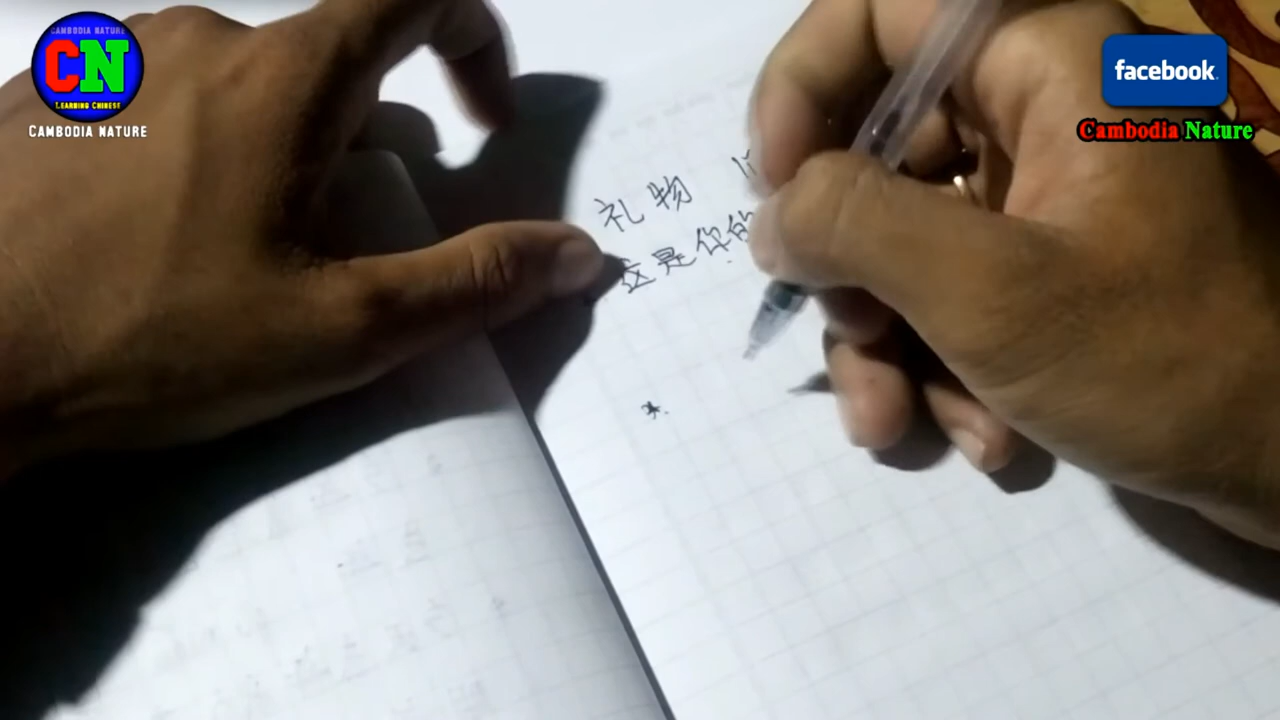 CAMBODIA NATURE
CN
LEARNING CHINESE
CAMBODIA NATURE
facebook
Cambodia Nature
礼物
这是你的